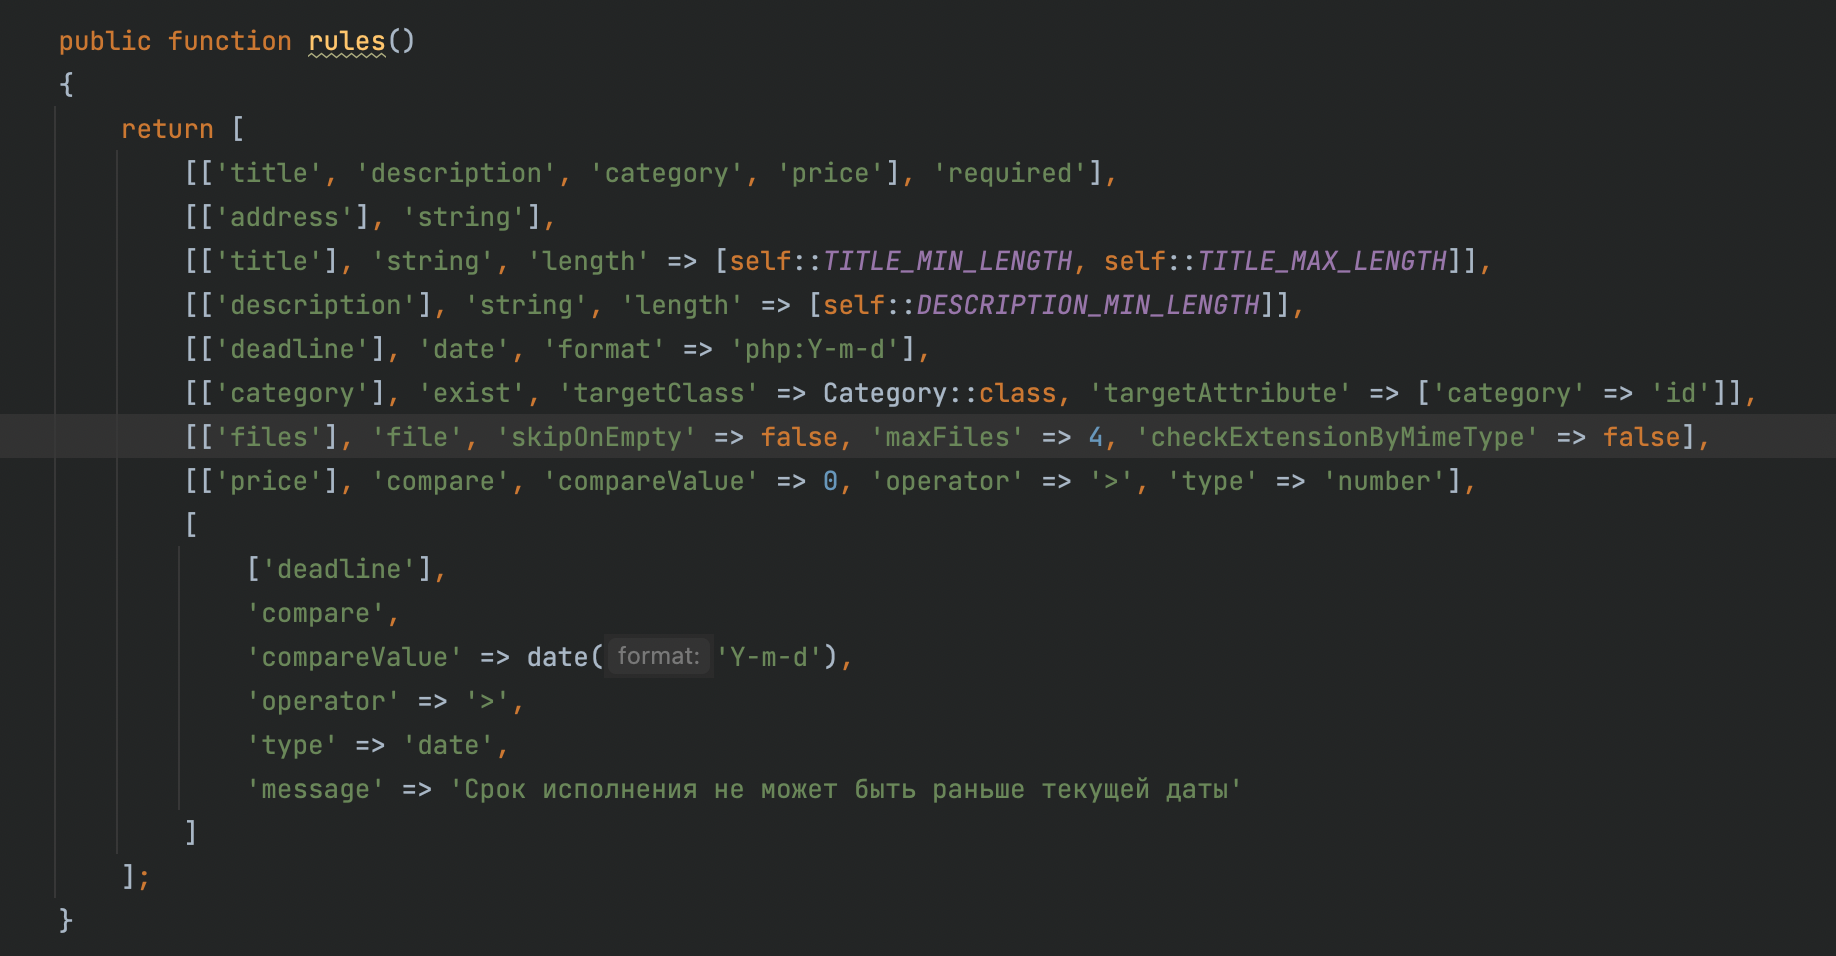 public function rules()
{
return [
[['title', 'description', 'category', 'price'], 'required'],
[['address'], 'string'],
[['title'], 'string', 'length' => [self::TITLE_MIN_LENGTH, self::TITLE_MAX_LENGTH]],
[['description'], 'string', 'length' => [self::DESCRIPTION_MIN_LENGTH]],
[['deadline'], 'date', 'format' => 'php:Y-m-d'],
[['category'], 'exist', 'targetClass' => Category::class, 'targetAttribute' => ['category' => 'id']],
[['files'], 'file', 'skipOnEmpty' => false, 'maxFiles' => 4, 'checkExtensionByMimeType' => false],
[['price'], 'compare', 'compareValue' => 0, 'operator' => '>', 'type' => 'number'],
[
['deadline'],
'compare',
'compareValue' => date( format: 'Y-m-d'),
'operator' => '>',
'type' => 'date',
'message' => 'Срок исполнения не может быть раньше текущей даты'
]
];
}